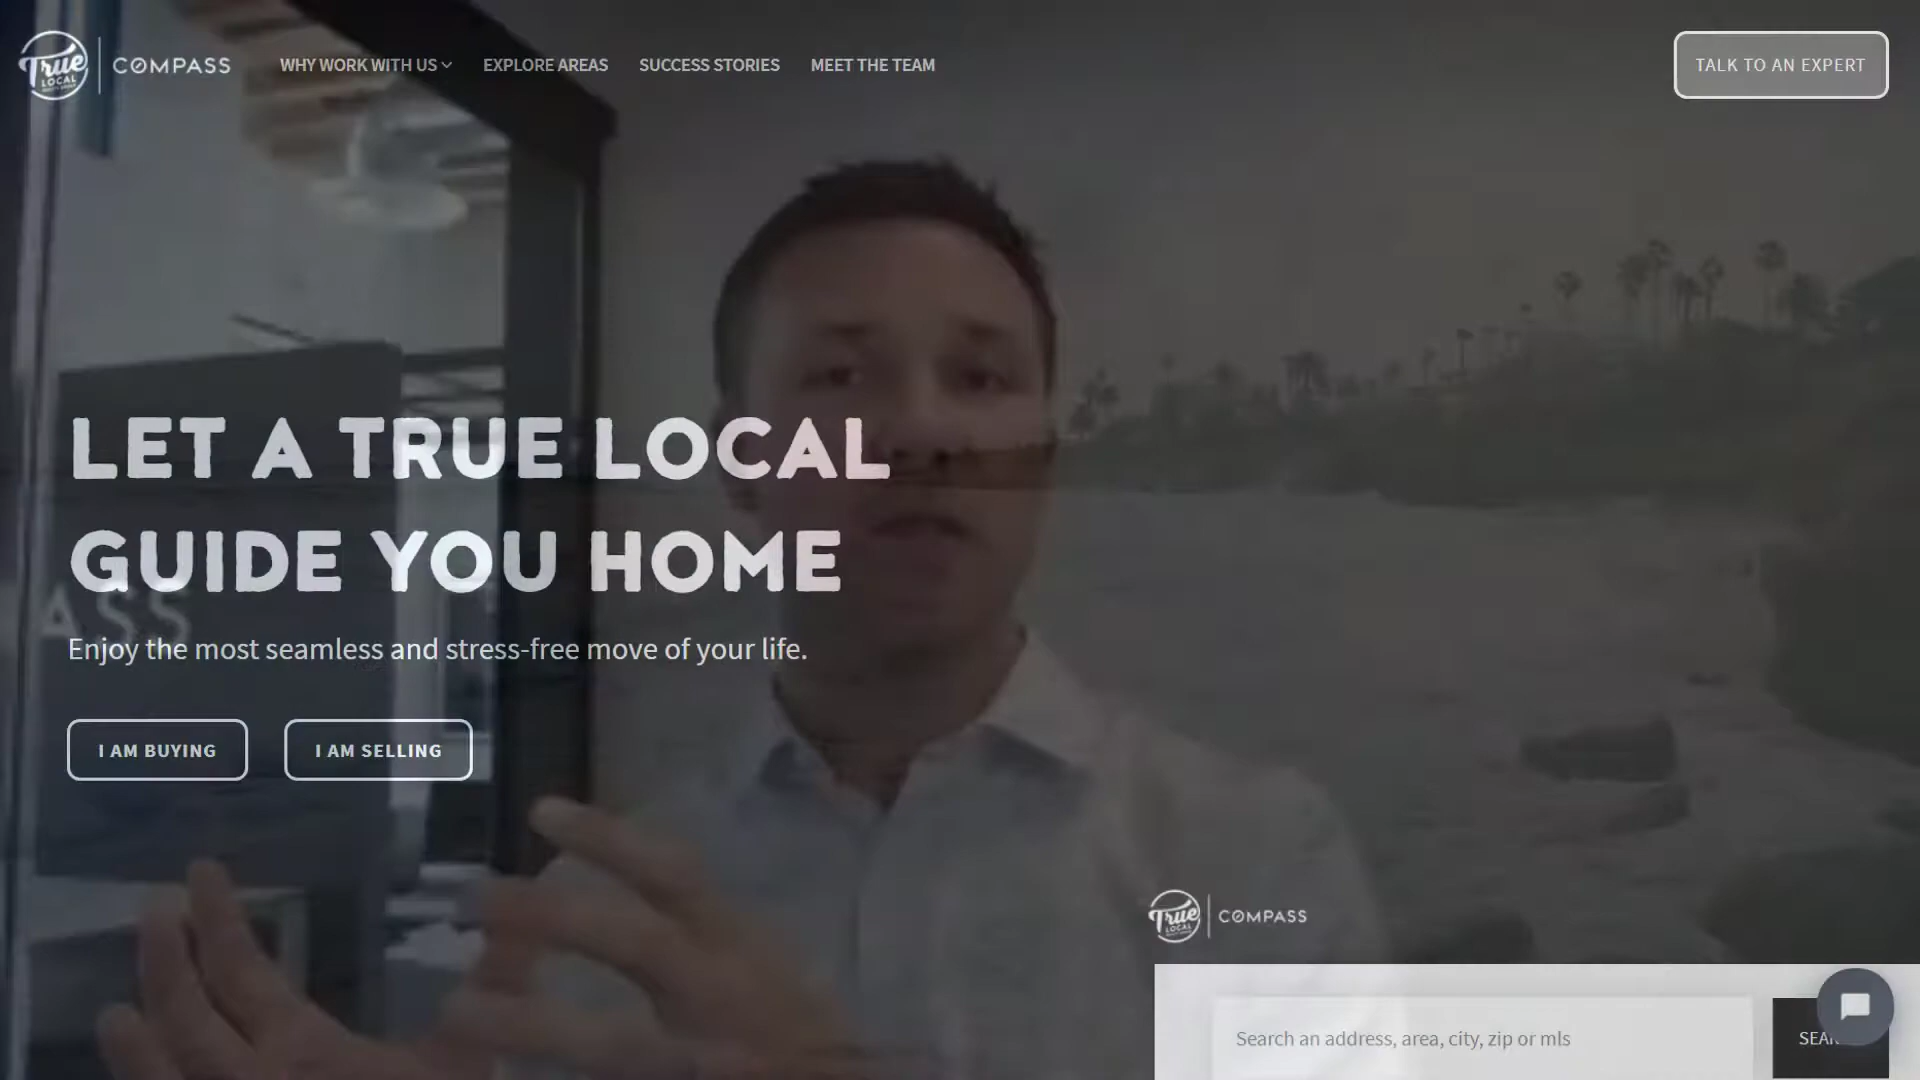 True
LOCAL
COMPASS
WHY WORK WITH US
EXPLORE AREAS
SUCCESS STORIES
MEET THE TEAM
TALK TO AN EXPERT
LET A TRUE LOCAL
GUIDE YOU HOME
ASS
Enjoy the most seamless and stress-free move of your life.
I AM BUYING
I AM SELLING
True
LOCAL
COMPASS
Search an address, area, city, zip or mls